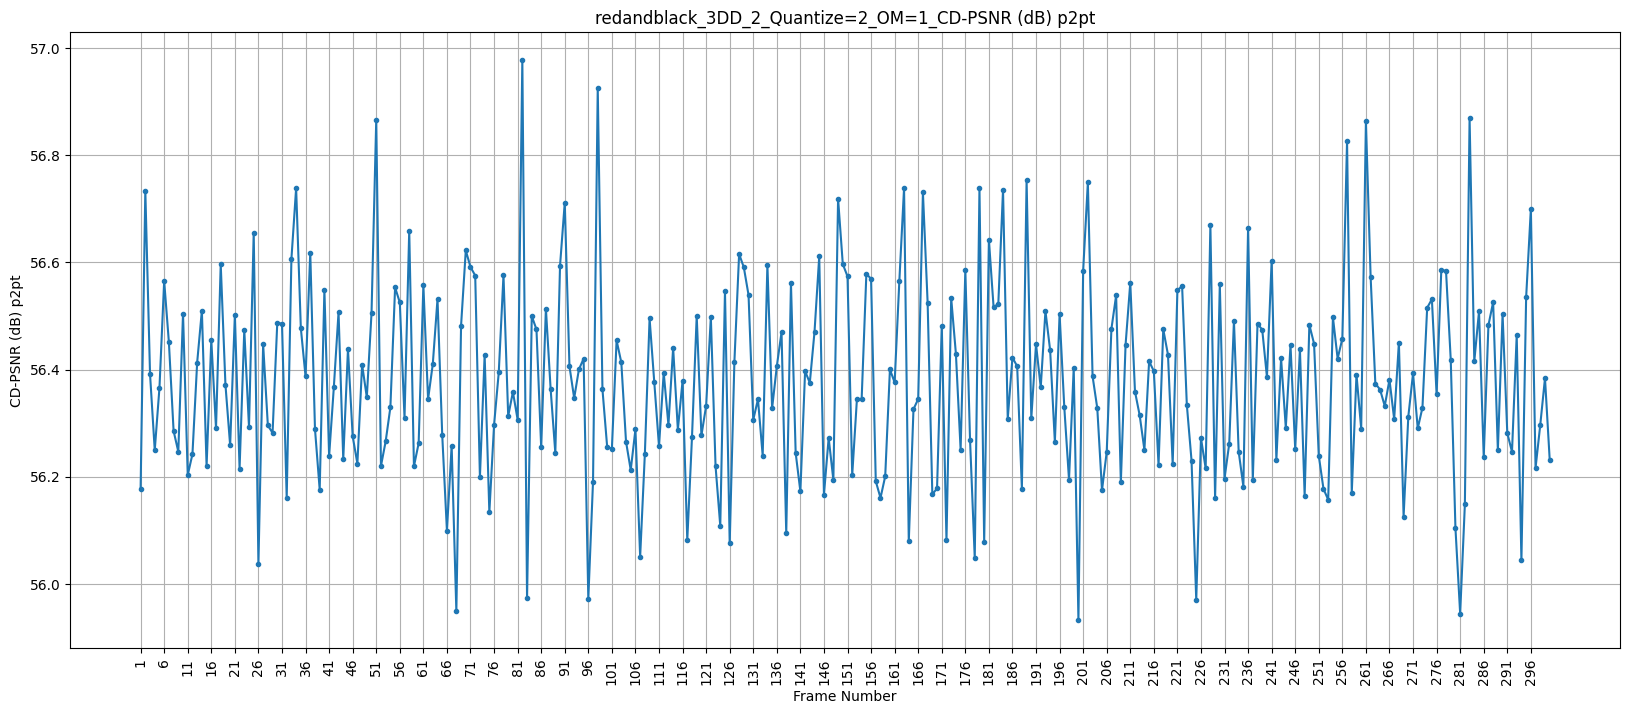 redandblack_3DD_2_Quantize=2_OM=1_CD-PSNR (dB) p2pt
CD-PSNR (dB) p2pt
57.0
56.8
56.6
56.4
56.2
56.0
1 6 11 16 21 26 31 36 41 46 51 56 61 66 71 76 81 86 91 96 101 106 111 116 121 126 131 136 141 146 151 156 161 166 171 176 181 186 191 196 201 206 211 216 221 226 231 236 241 246 251 256 261 266 271 276 281 286 291 296
Frame Number